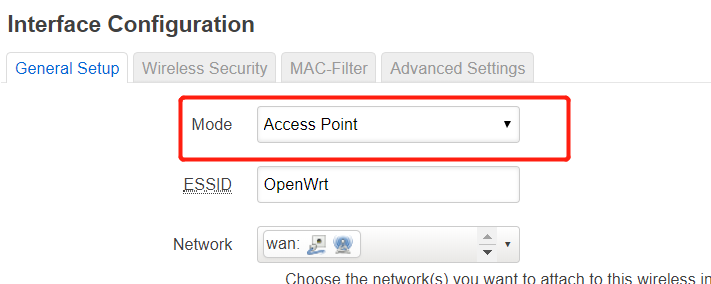 Interface Configuration
General Setup Wireless Security MAC-Filter Advanced Settings
Mode Access Point
ESSID OpenWrt
Network wan:
Choose the network(s) you want to attach to this wireless in